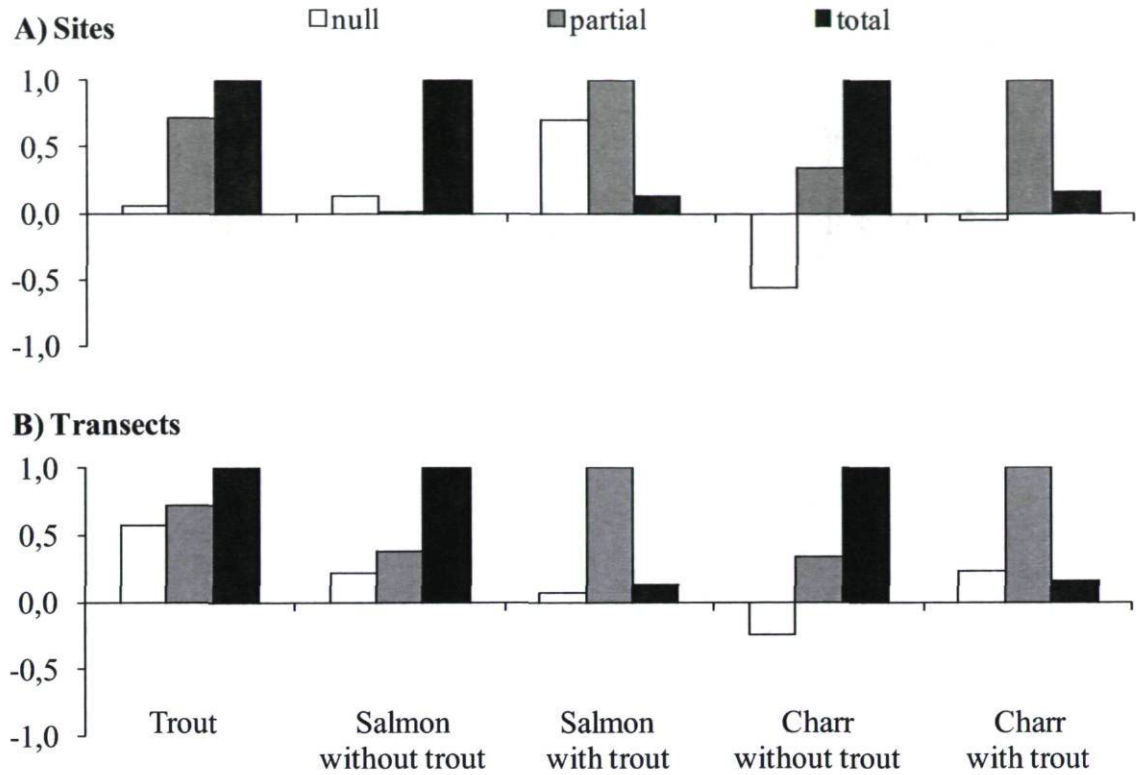 A) Sites
null partial total
1,0
0,5
0,0
-0,5
-1,0
B) Transects
1,0
0,5
0,0
-0,5
-1,0
Trout Salmon Salmon Charr Charr
without trout with trout without trout with trout